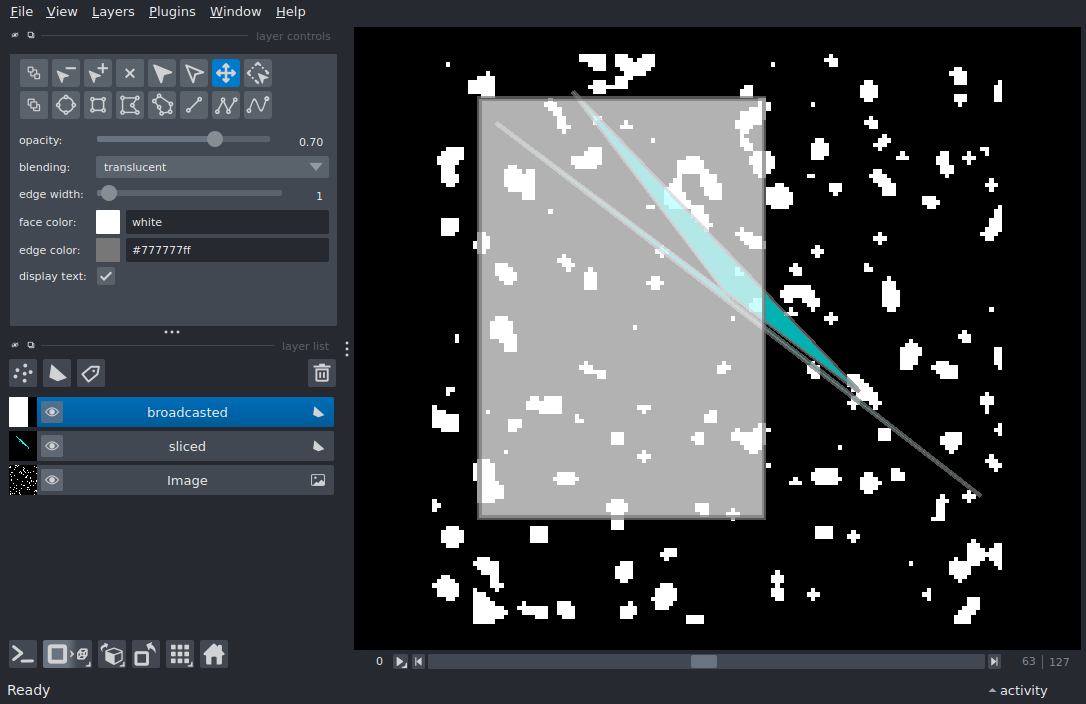 File View Layers Plugins Window Help
layer controls
opacity: 0.70
blending: translucent
edge width: 1
face color: white
edge color: #777777ff
display text:
layer list
broadcasted
sliced
Image
0 63 127
Ready activity